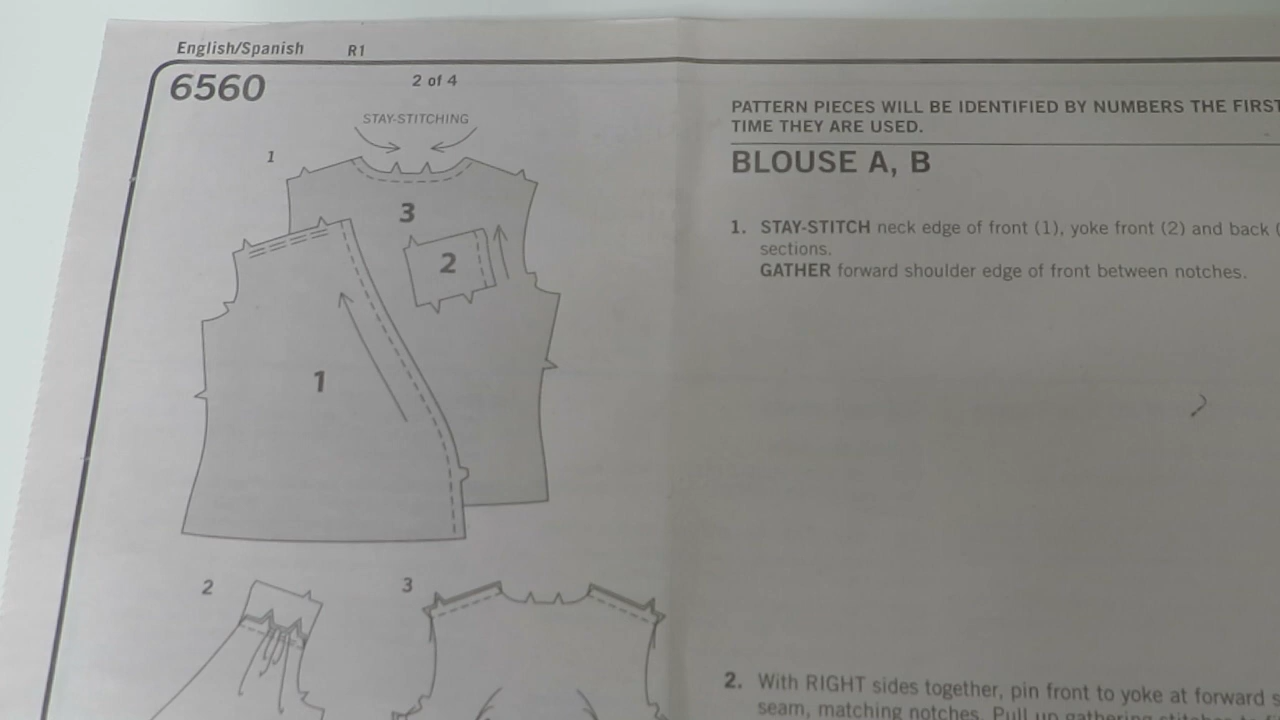 English/Spanish R1
6560
2 of 4
STAY-STITCHING
1
3
2
1
2
3
PATTERN PIECES WILL BE IDENTIFIED BY NUMBERS THE FIRST
TIME THEY ARE USED.
BLOUSE A, B
1. STAY-STITCH neck edge of front (1), yoke front (2) and back (
sections.
GATHER forward shoulder edge of front between notches.
2. With RIGHT sides together, pin front to yoke at forward s
seam, matching notches. Pull up gathering